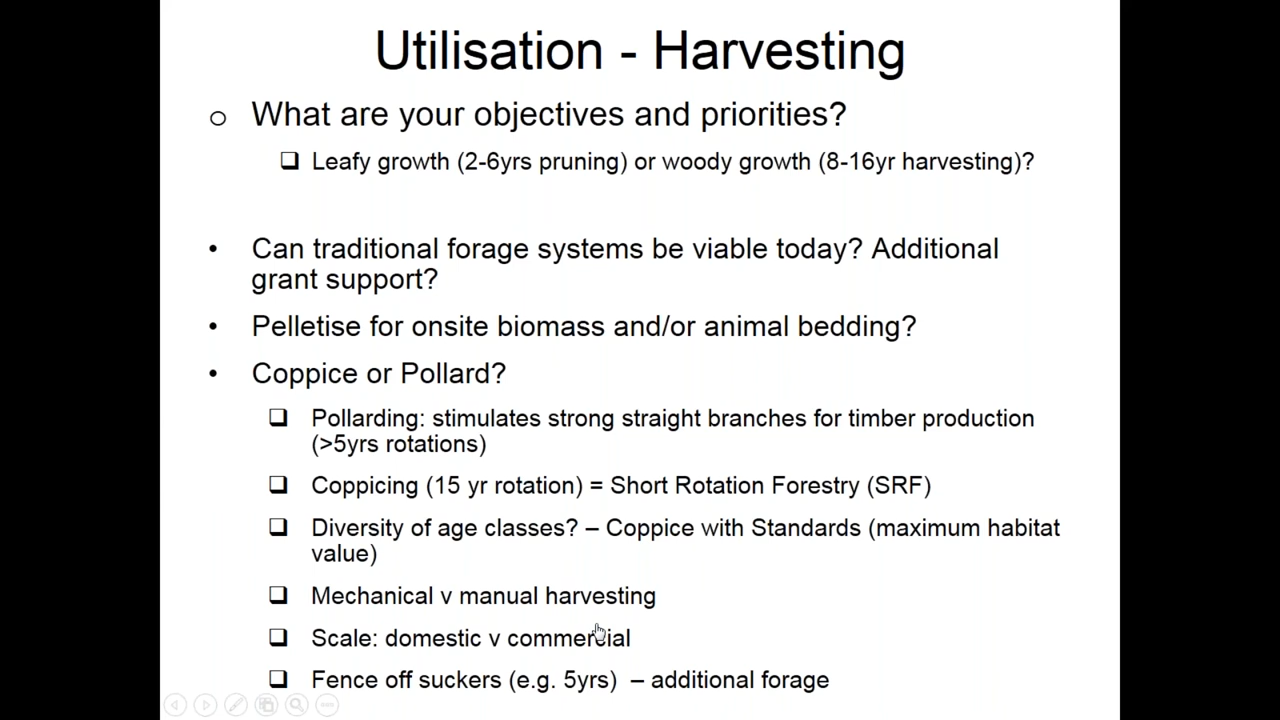 Utilisation - Harvesting
o What are your objectives and priorities?
❑ Leafy growth (2-6yrs pruning) or woody growth (8-16yr harvesting)?
• Can traditional forage systems be viable today? Additional
grant support?
• Pelletise for onsite biomass and/or animal bedding?
• Coppice or Pollard?
❑ Pollarding: stimulates strong straight branches for timber production
(>5yrs rotations)
❑ Coppicing (15 yr rotation) = Short Rotation Forestry (SRF)
❑ Diversity of age classes? – Coppice with Standards (maximum habitat
value)
❑ Mechanical v manual harvesting
❑ Scale: domestic v commercial
❑ Fence off suckers (e.g. 5yrs) – additional forage